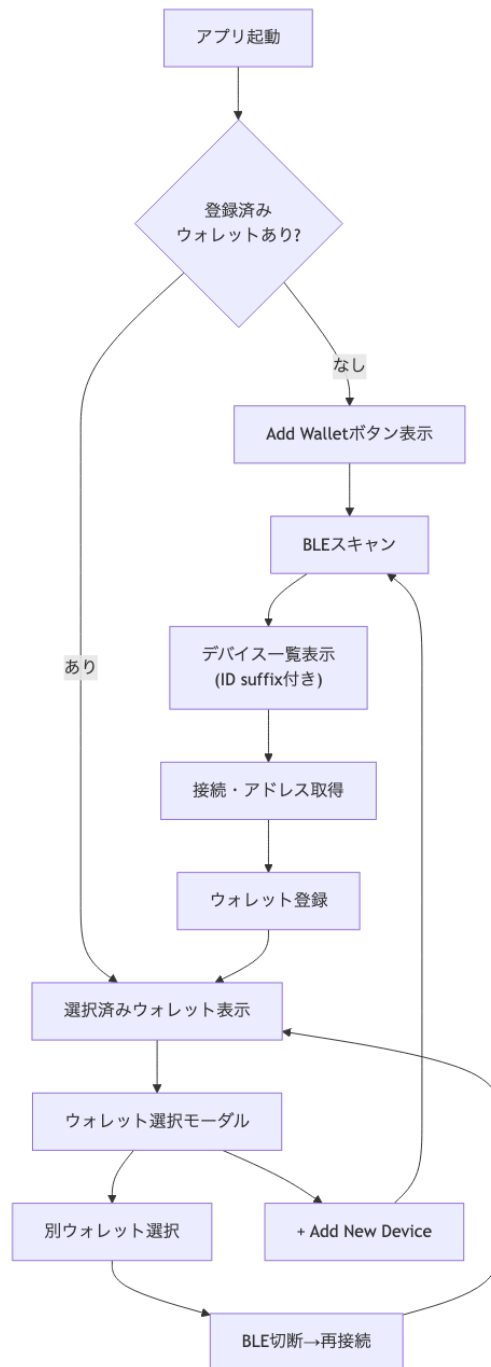 アプリ起動
登録済み
ウォレットあり?
なし
Add Walletボタン表示
BLEスキャン
あり
デバイス一覧表示
(ID suffix付き)
接続・アドレス取得
ウォレット登録
選択済みウォレット表示
ウォレット選択モーダル
別ウォレット選択
+ Add New Device
BLE切断→再接続